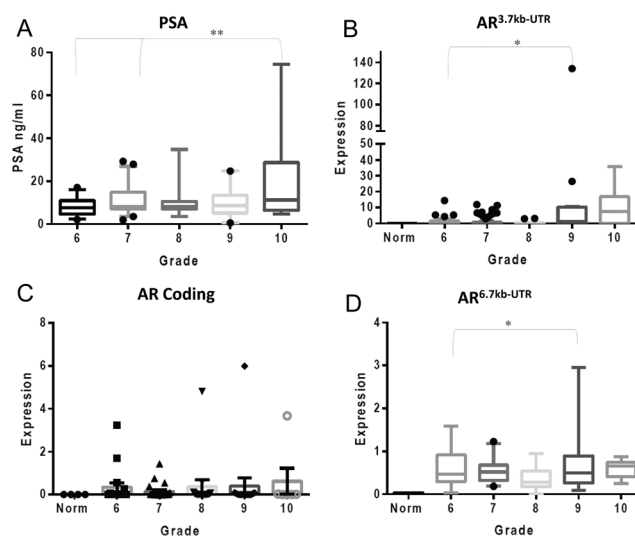 A
PSA
**
80
60
40
20
0
PSA ng/ml
6 7 8 9 10
Grade
B
AR3.7kb-UTR
*
140
120
100
80
60
50
40
30
20
10
0
Expression
Norm 6 7 8 9 10
Grade
C
AR Coding
8
6
4
2
0
Expression
Norm 6 7 8 9 10
Grade
D
AR6.7kb-UTR
*
4
3
2
1
0
Expression
Norm 6 7 8 9 10
Grade